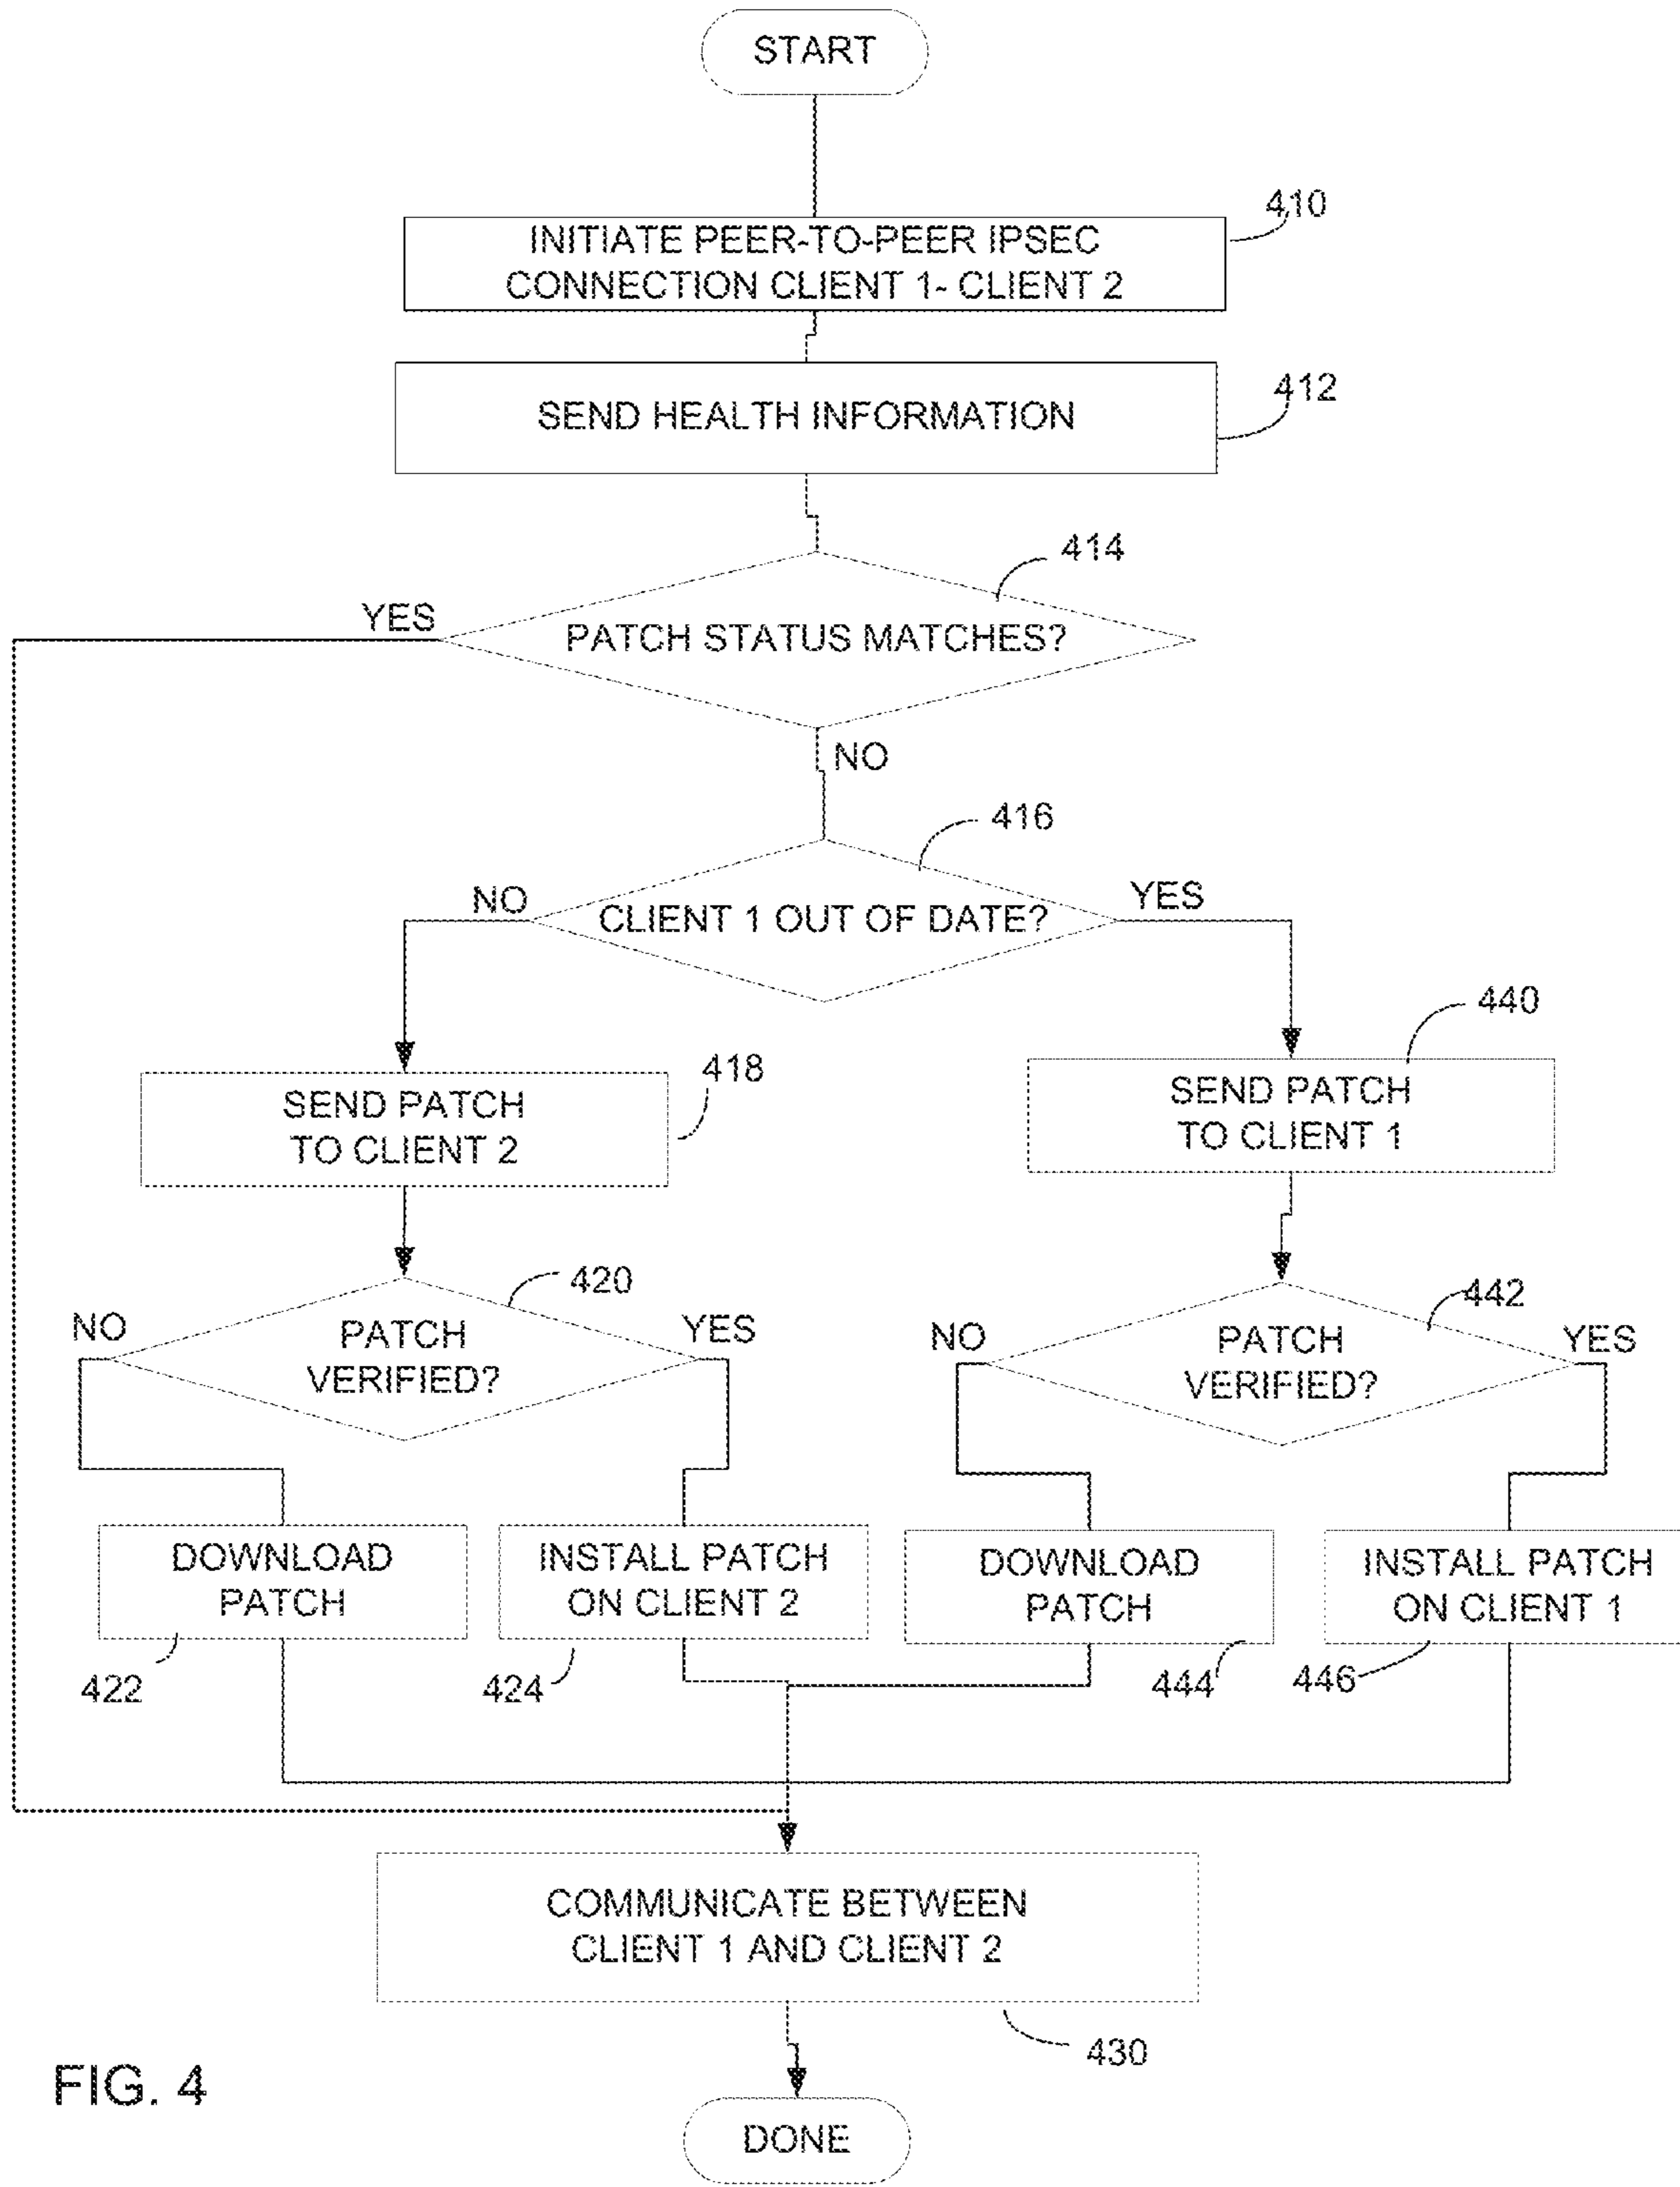 START
410
INITIATE PEER-TO-PEER IPSEC
CONNECTION CLIENT 1- CLIENT 2
412
SEND HEALTH INFORMATION
414
YES
PATCH STATUS MATCHES?
NO
416
NO
YES
CLIENT 1 OUT OF DATE?
440
418
SEND PATCH
TO CLIENT 2
SEND PATCH
TO CLIENT 1
420
442
NO
YES
NO
YES
PATCH
VERIFIED?
PATCH
VERIFIED?
DOWNLOAD
PATCH
INSTALL PATCH
ON CLIENT 2
DOWNLOAD
PATCH
INSTALL PATCH
ON CLIENT 1
422
424
444
446
COMMUNICATE BETWEEN
CLIENT 1 AND CLIENT 2
430
FIG. 4
DONE